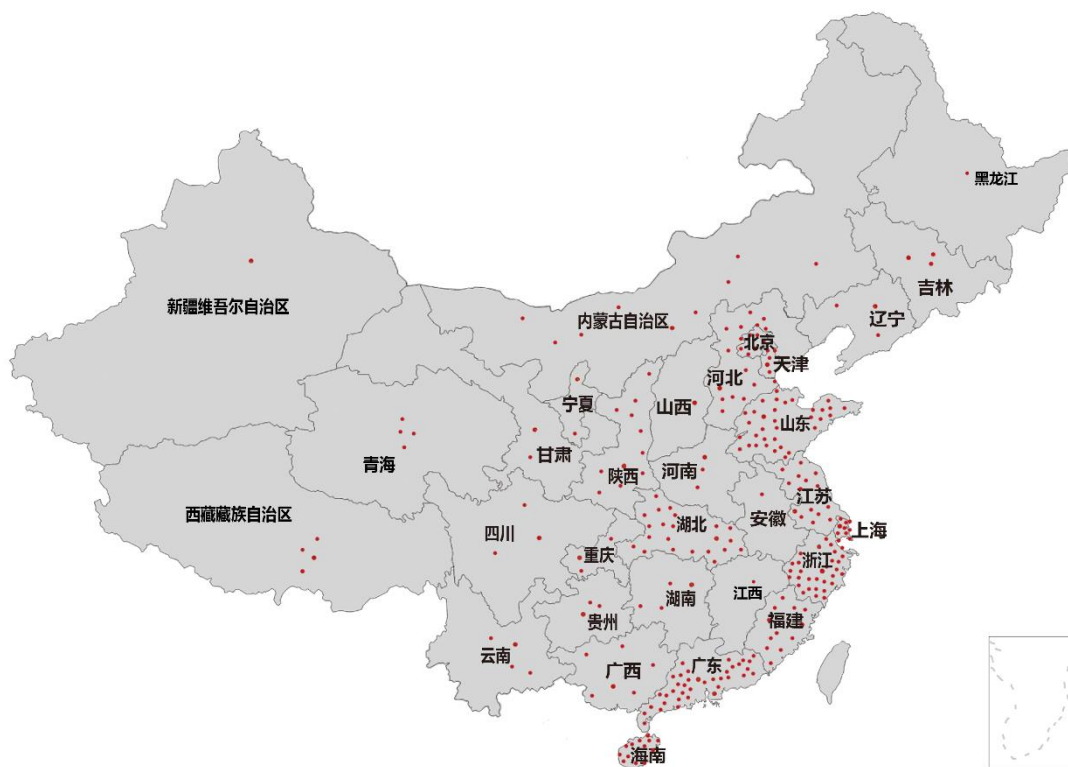 黑龙江
吉林
新疆维吾尔自治区
内蒙古自治区
辽宁
北京
天津
河北
宁夏
山西
山东
青海
甘肃
陕西
河南
西藏藏族自治区
江苏
安徽
四川
湖北
上海
重庆
浙江
江西
湖南
贵州
福建
云南
广西
广东
海南